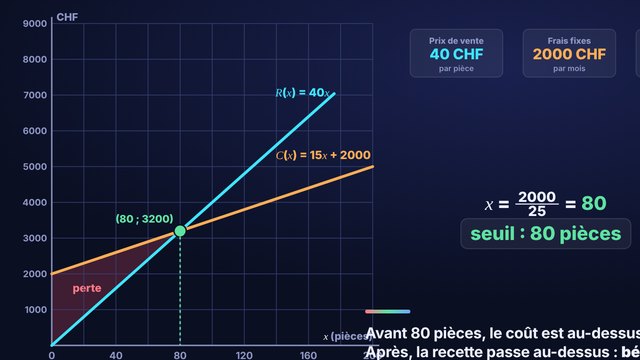 CHF
9000
8000
7000
6000
5000
4000
3000
2000
1000
0 40 80 120 160
x (pièces)
R(x) = 40x
C(x) = 15x + 2000
(80 ; 3200)
perte
Prix de vente
40 CHF
par pièce
Frais fixes
2000 CHF
par mois
x = 2000/25 = 80
seuil : 80 pièces
Avant 80 pièces, le coût est au-dessus
Après, la recette passe au-dessus :